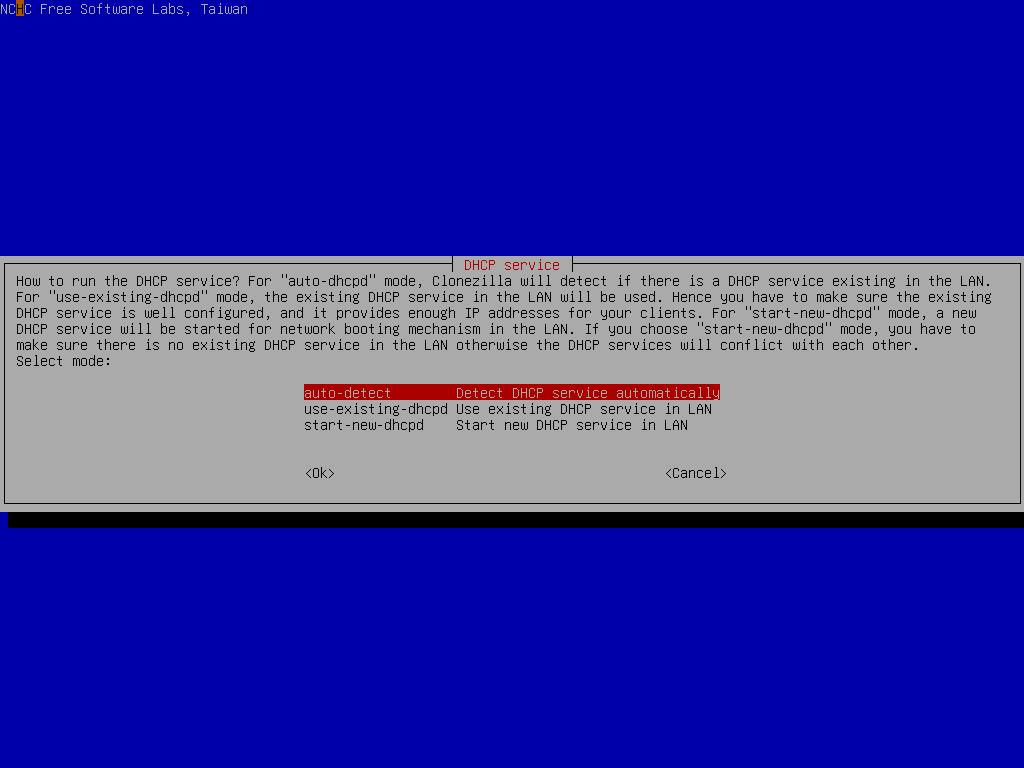 NCHC Free Software Labs, Taiwan
DHCP service
How to run the DHCP service? For "auto-dhcpd" mode, Clonezilla will detect if there is a DHCP service existing in the LAN.
For "use-existing-dhcpd" mode, the existing DHCP service in the LAN will be used. Hence you have to make sure the existing
DHCP service is well configured, and it provides enough IP addresses for your clients. For "start-new-dhcpd" mode, a new
DHCP service will be started for network booting mechanism in the LAN. If you choose "start-new-dhcpd" mode, you have to
make sure there is no existing DHCP service in the LAN otherwise the DHCP services will conflict with each other.
Select mode:
auto-detect Detect DHCP service automatically
use-existing-dhcpd Use existing DHCP service in LAN
start-new-dhcpd Start new DHCP service in LAN
<Ok> <Cancel>